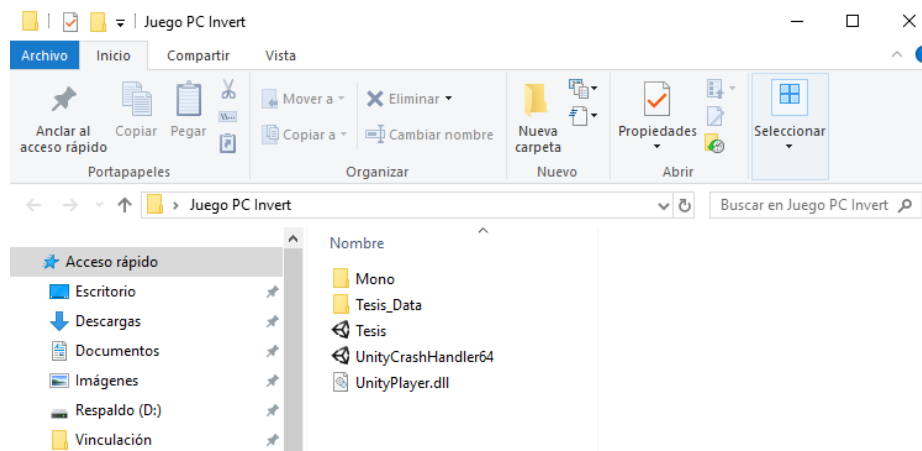 Juego PC Invert
Archivo Inicio Compartir Vista
Anclar al acceso rápido
Copiar
Pegar
Portapapeles
Mover a
Copiar a
Eliminar
Cambiar nombre
Organizar
Nueva carpeta
Nuevo
Propiedades
Abrir
Seleccionar
Juego PC Invert
Buscar en Juego PC Invert
Acceso rápido
Escritorio
Descargas
Documentos
Imágenes
Respaldo (D:)
Vinculación
Nombre
Mono
Tesis_Data
Tesis
UnityCrashHandler64
UnityPlayer.dll